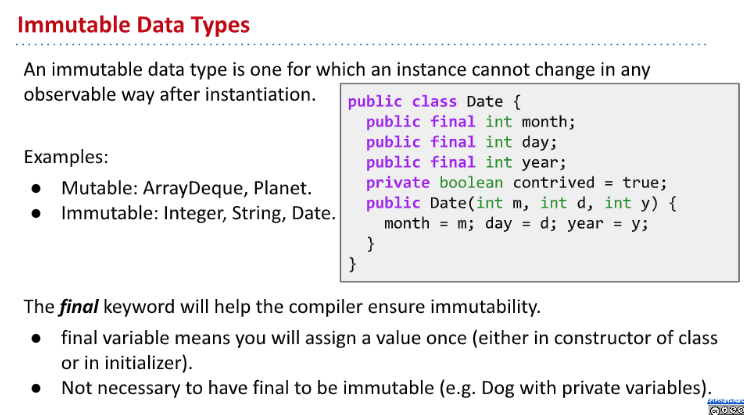 Immutable Data Types
An immutable data type is one for which an instance cannot change in any
observable way after instantiation.
public class Date {
public final int month;
public final int day;
public final int year;
private boolean contrived = true;
public Date(int m, int d, int y) {
month = m; day = d; year = y;
}
}
Examples:
● Mutable: ArrayDeque, Planet.
● Immutable: Integer, String, Date.
The final keyword will help the compiler ensure immutability.
● final variable means you will assign a value once (either in constructor of class
or in initializer).
● Not necessary to have final to be immutable (e.g. Dog with private variables).